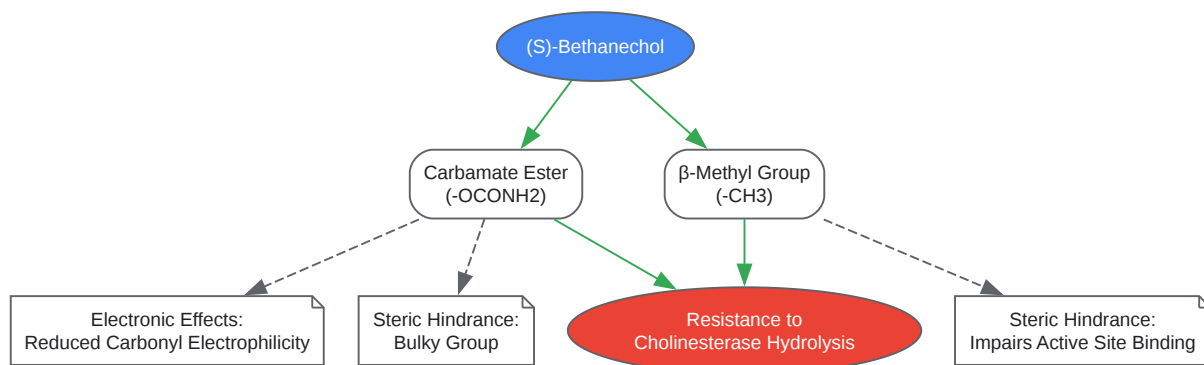 (S)-Bethanechol
Carbamate Ester
(-OCONH2)
β-Methyl Group
(-CH3)
Electronic Effects:
Reduced Carbonyl Electrophilicity
Steric Hindrance:
Bulky Group
Resistance to
Cholinesterase Hydrolysis
Steric Hindrance:
Impairs Active Site Binding